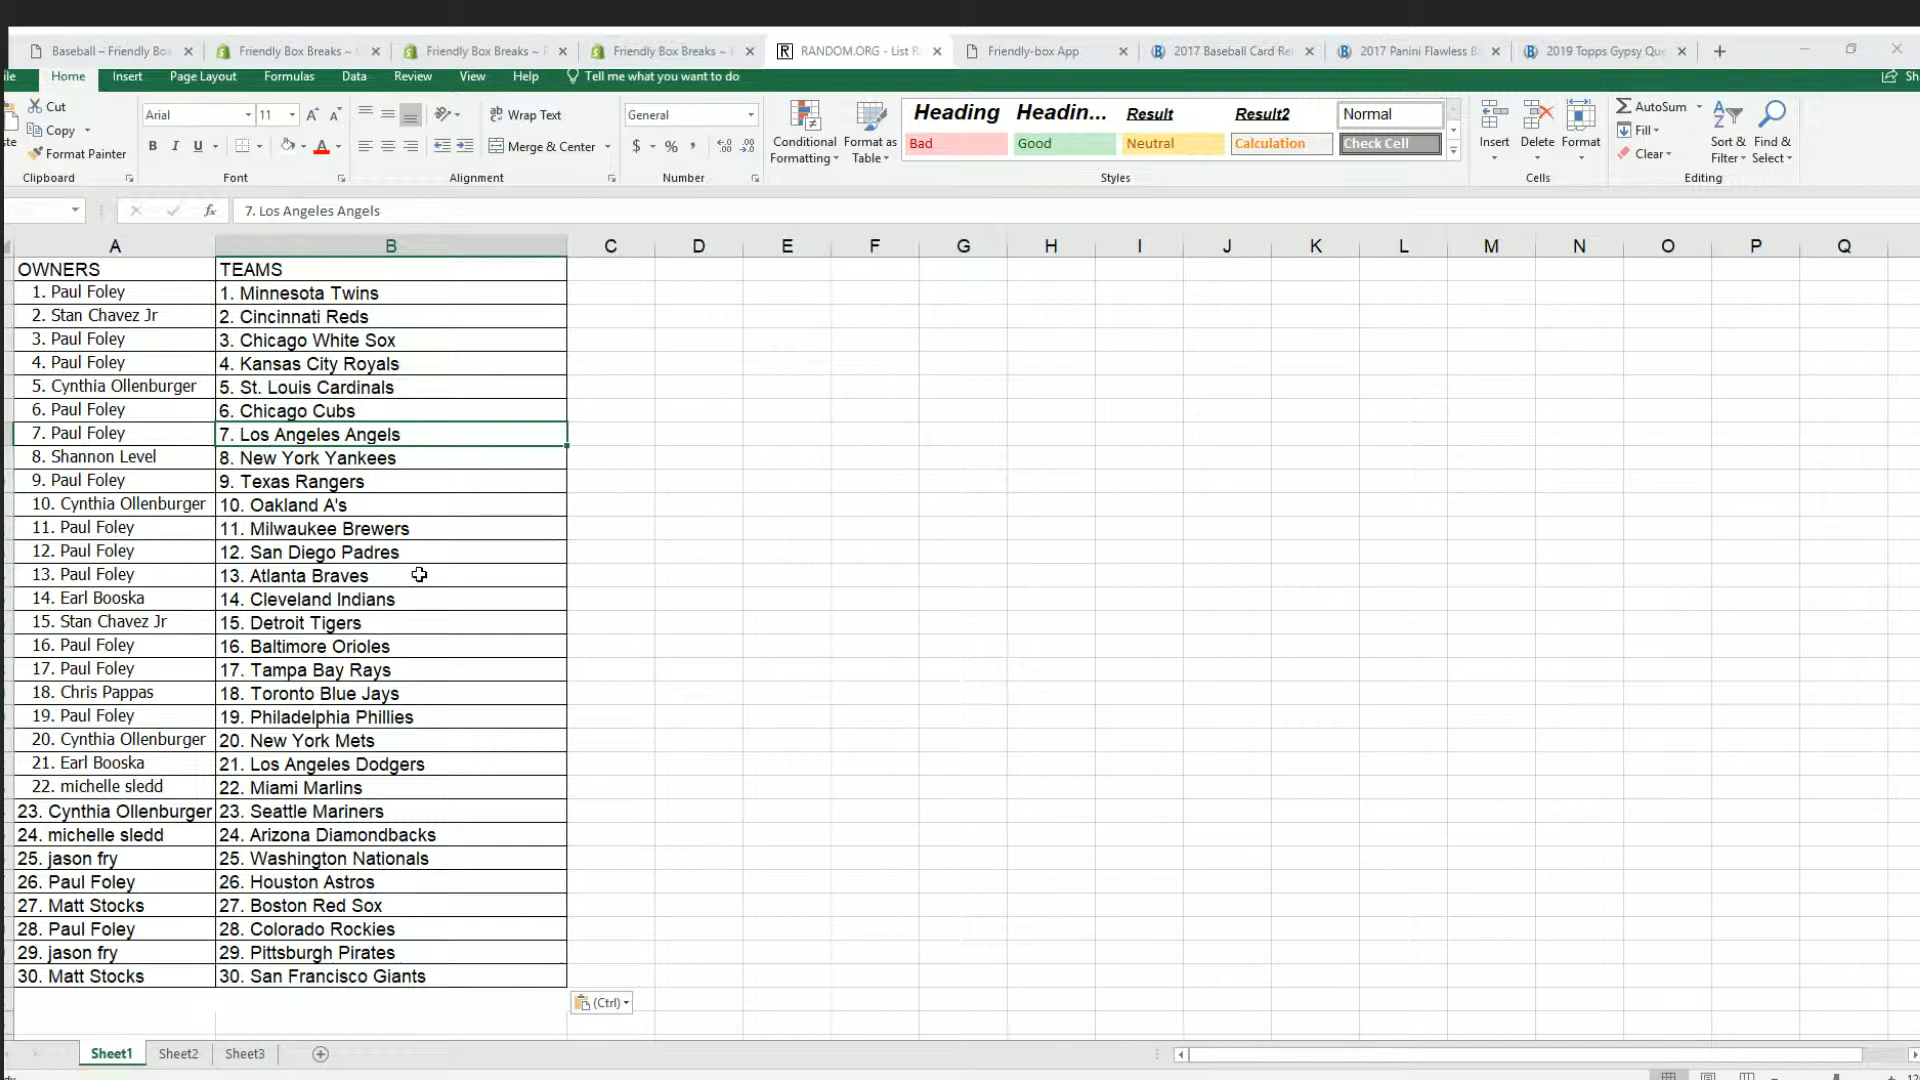 Baseball – Friendly Bo
Friendly Box Breaks ~
Friendly Box Breaks ~ F
Friendly Box Breaks ~
RANDOM.ORG - List R
Friendly-box App
2017 Baseball Card Re
2017 Panini Flawless B
2019 Topps Gypsy Que
ile Home Insert Page Layout Formulas Data Review View Help Tell me what you want to do Sh
Cut
Copy
Format Painter
Clipboard
Arial 11
B I U
Font
Wrap Text
Merge & Center
Alignment
General
$ % ,
Number
Conditional Formatting
Format as Table
Heading Headin... Result Result2 Normal
Bad Good Neutral Calculation Check Cell
Styles
Insert Delete Format
Cells
AutoSum
Fill
Clear
Sort & Filter
Find & Select
Editing
fx 7. Los Angeles Angels
A B C D E F G H I J K L M N O P Q
OWNERS TEAMS
1. Paul Foley 1. Minnesota Twins
2. Stan Chavez Jr 2. Cincinnati Reds
3. Paul Foley 3. Chicago White Sox
4. Paul Foley 4. Kansas City Royals
5. Cynthia Ollenburger 5. St. Louis Cardinals
6. Paul Foley 6. Chicago Cubs
7. Paul Foley 7. Los Angeles Angels
8. Shannon Level 8. New York Yankees
9. Paul Foley 9. Texas Rangers
10. Cynthia Ollenburger 10. Oakland A's
11. Paul Foley 11. Milwaukee Brewers
12. Paul Foley 12. San Diego Padres
13. Paul Foley 13. Atlanta Braves
14. Earl Booska 14. Cleveland Indians
15. Stan Chavez Jr 15. Detroit Tigers
16. Paul Foley 16. Baltimore Orioles
17. Paul Foley 17. Tampa Bay Rays
18. Chris Pappas 18. Toronto Blue Jays
19. Paul Foley 19. Philadelphia Phillies
20. Cynthia Ollenburger 20. New York Mets
21. Earl Booska 21. Los Angeles Dodgers
22. michelle sledd 22. Miami Marlins
23. Cynthia Ollenburger 23. Seattle Mariners
24. michelle sledd 24. Arizona Diamondbacks
25. jason fry 25. Washington Nationals
26. Paul Foley 26. Houston Astros
27. Matt Stocks 27. Boston Red Sox
28. Paul Foley 28. Colorado Rockies
29. jason fry 29. Pittsburgh Pirates
30. Matt Stocks 30. San Francisco Giants
(Ctrl)
Sheet1 Sheet2 Sheet3